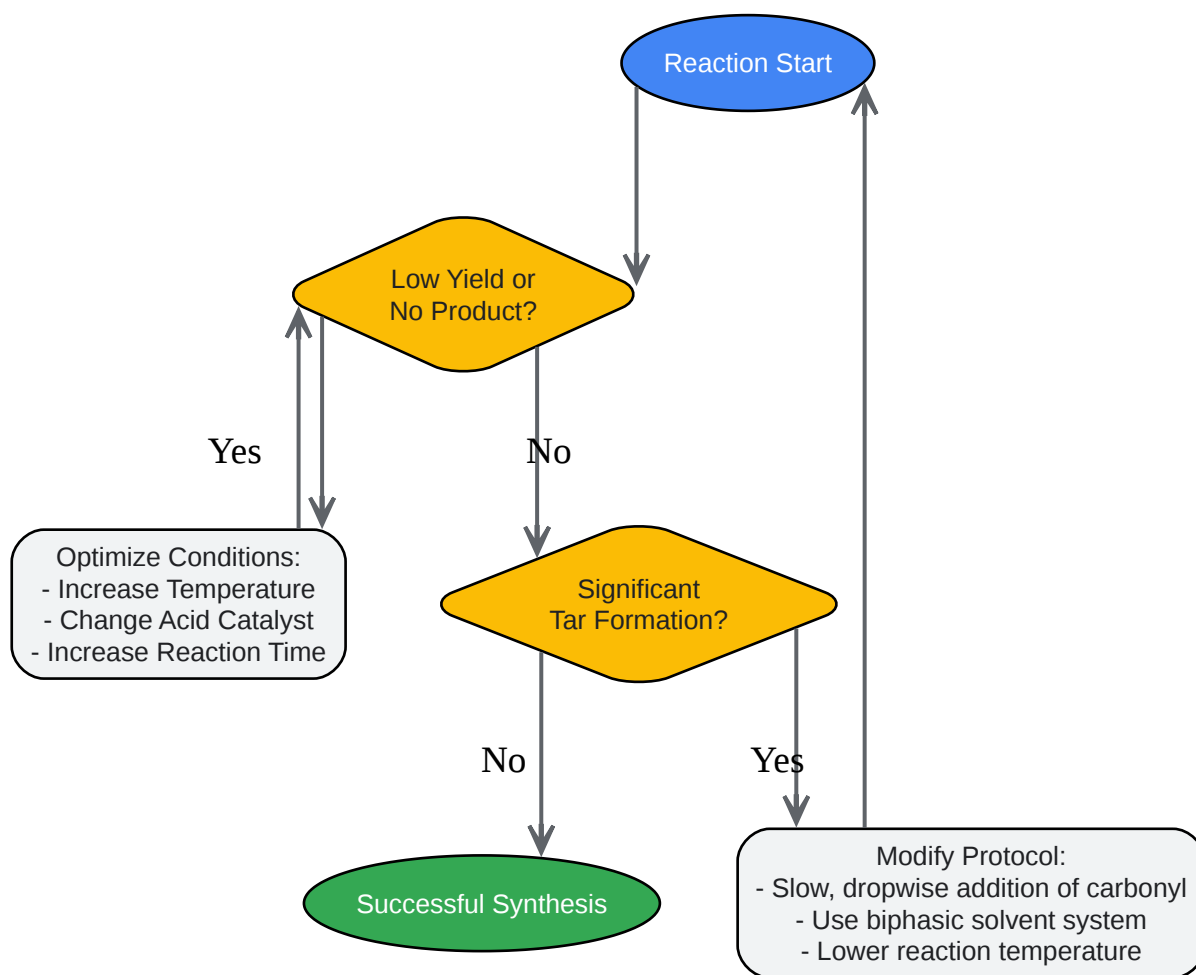 Reaction Start
Low Yield or
No Product?
Yes
No
Optimize Conditions:
- Increase Temperature
- Change Acid Catalyst
- Increase Reaction Time
Significant
Tar Formation?
No
Yes
Successful Synthesis
Modify Protocol:
- Slow, dropwise addition of carbonyl
- Use biphasic solvent system
- Lower reaction temperature